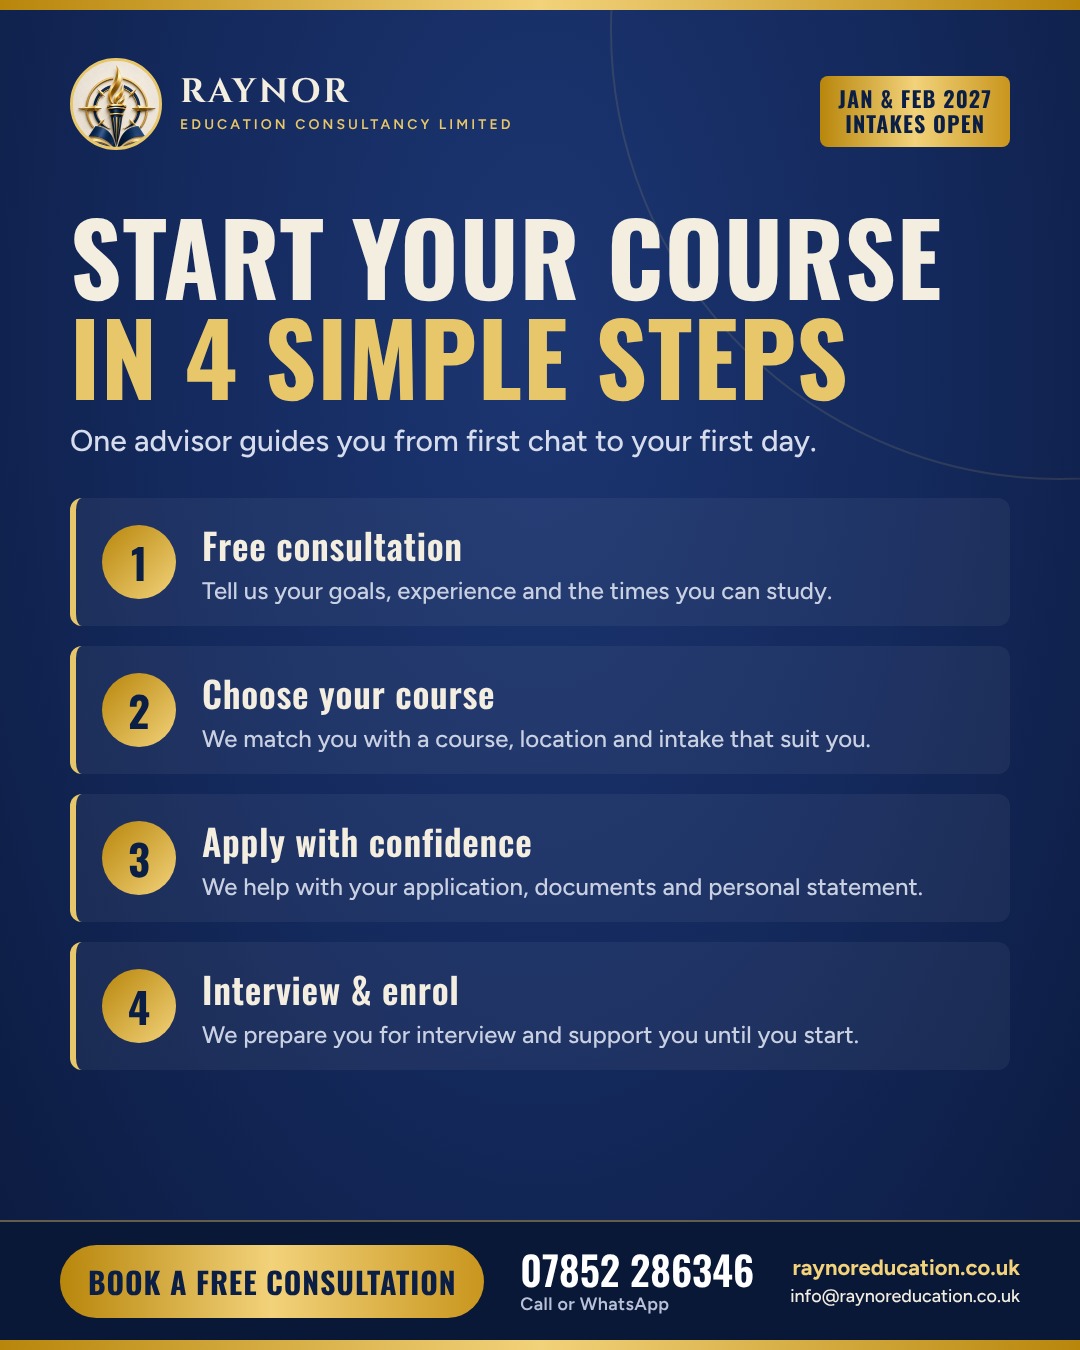 RAYNOR
EDUCATION CONSULTANCY LIMITED
JAN & FEB 2027
INTAKES OPEN
START YOUR COURSE
IN 4 SIMPLE STEPS
One advisor guides you from first chat to your first day.
1
Free consultation
Tell us your goals, experience and the times you can study.
2
Choose your course
We match you with a course, location and intake that suit you.
3
Apply with confidence
We help with your application, documents and personal statement.
4
Interview & enrol
We prepare you for interview and support you until you start.
BOOK A FREE CONSULTATION
07852 286346
Call or WhatsApp
raynoreducation.co.uk
info@raynoreducation.co.uk